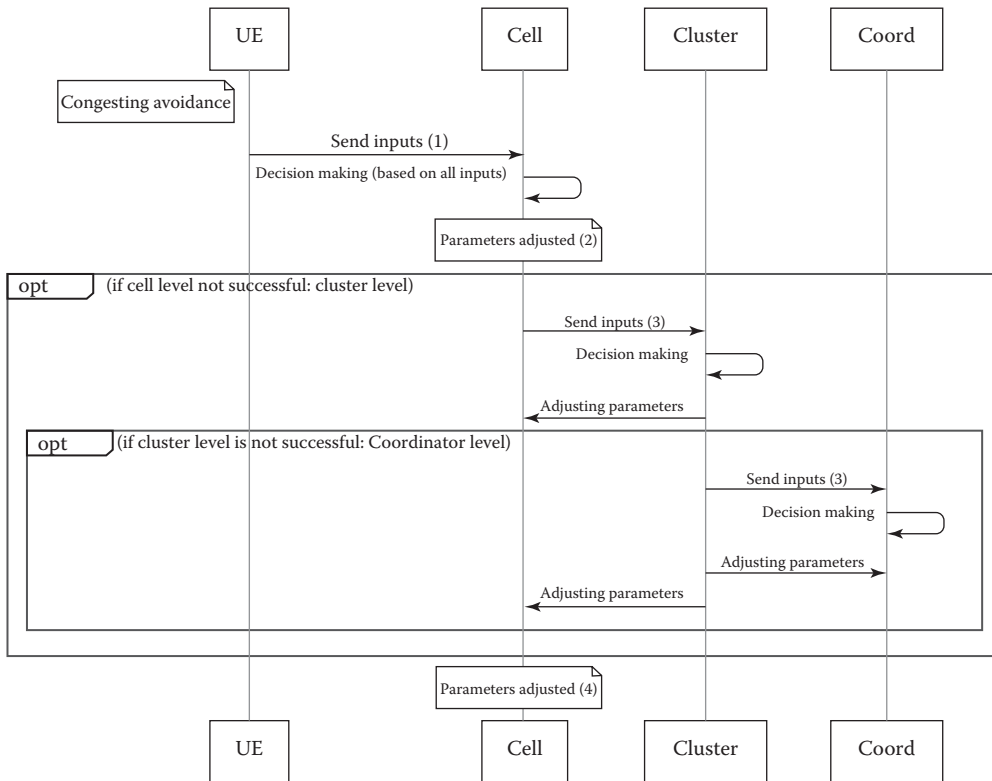 UE
Cell
Cluster
Coord
Congesting avoidance
Send inputs (1)
Decision making (based on all inputs)
Parameters adjusted (2)
opt
(if cell level not successful: cluster level)
Send inputs (3)
Decision making
Adjusting parameters
opt
(if cluster level is not successful: Coordinator level)
Send inputs (3)
Decision making
Adjusting parameters
Adjusting parameters
Parameters adjusted (4)
UE
Cell
Cluster
Coord